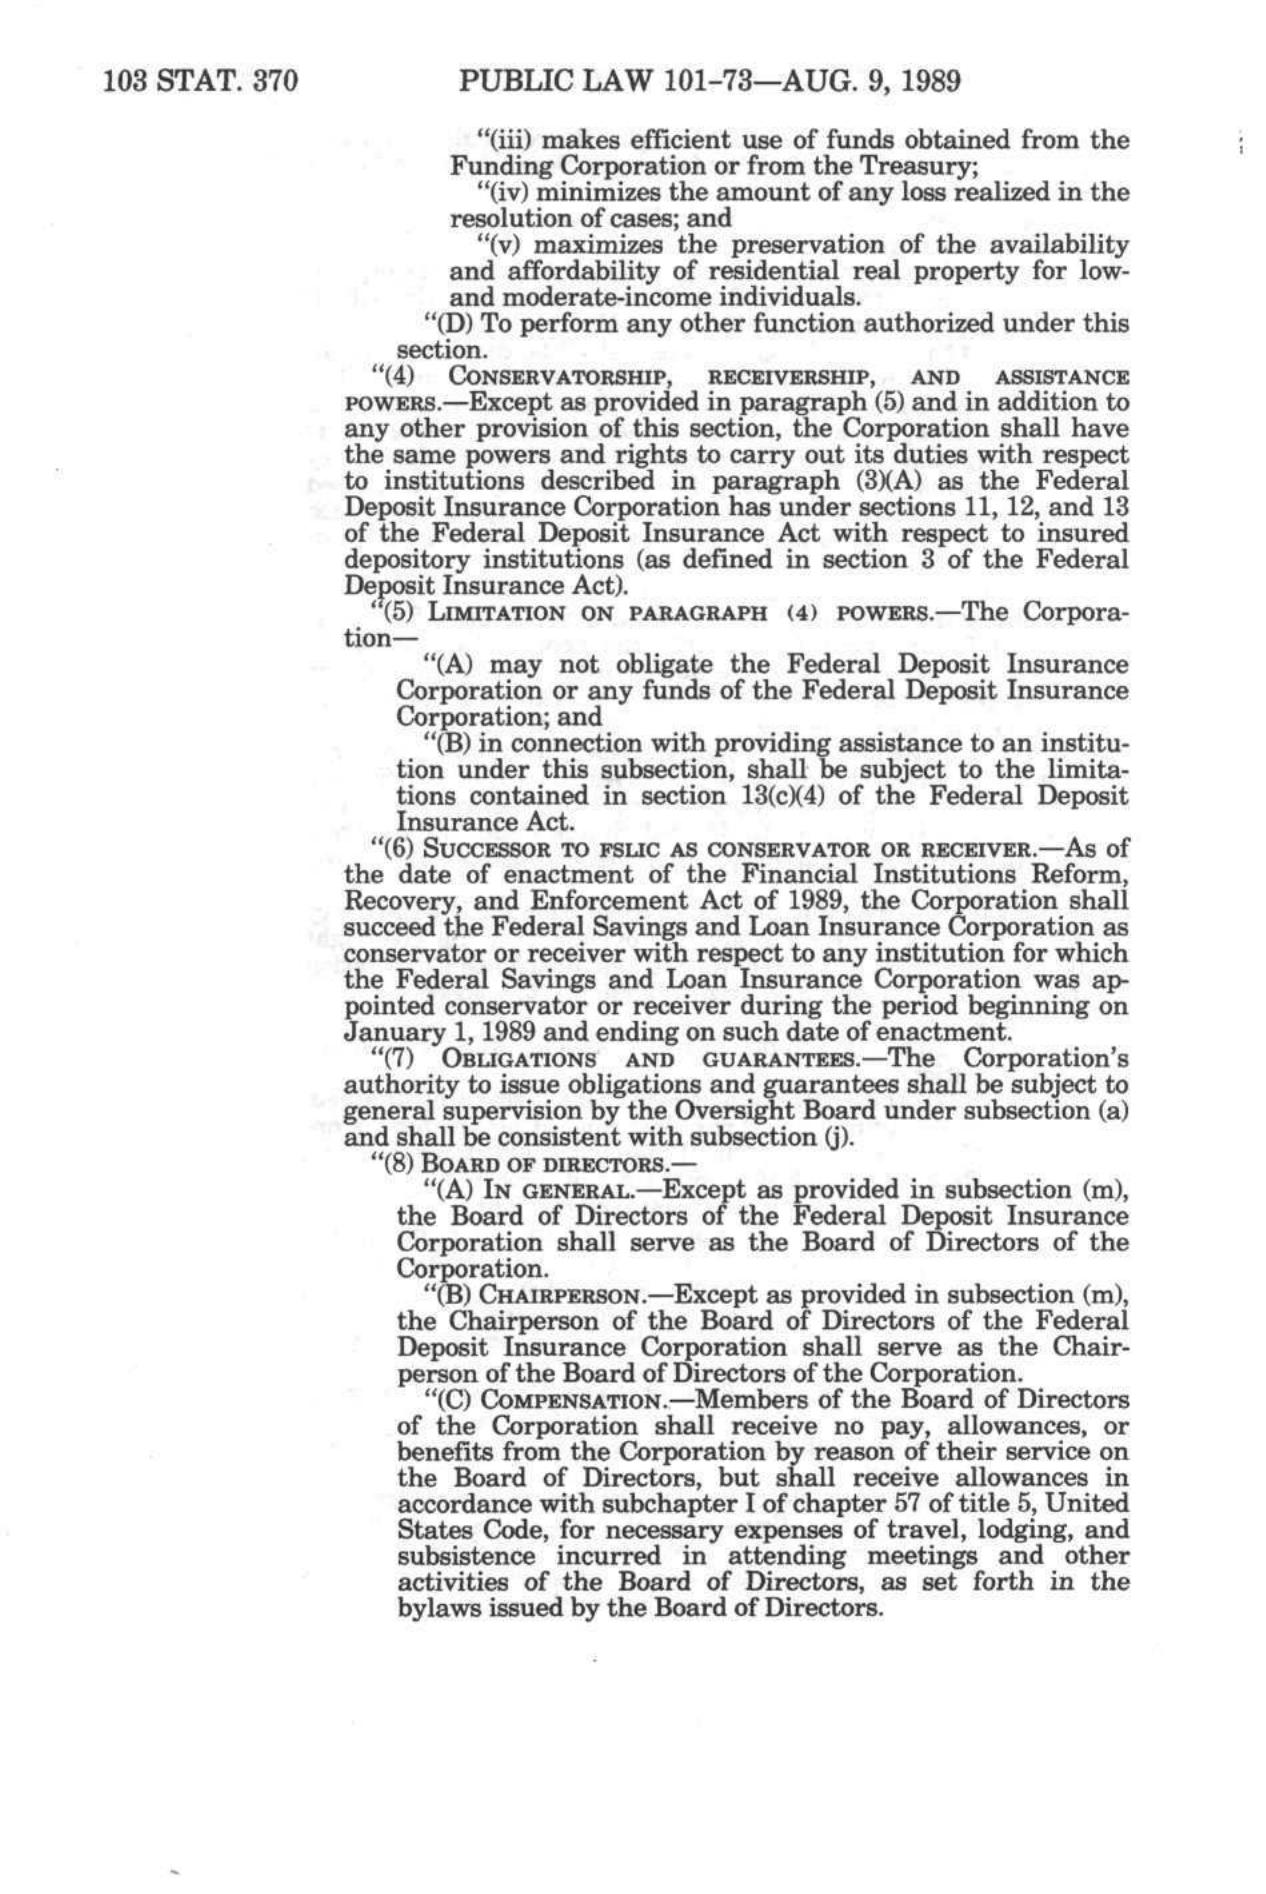 103 STAT. 370 PUBLIC LAW 101-73—AUG. 9, 1989
“(iii) makes efficient use of funds obtained from the
Funding Corporation or from the Treasury;
“(iv) minimizes the amount of any loss realized in the
resolution of cases; and
“(v) maximizes the preservation of the availability
and affordability of residential real property for low-
and moderate-income individuals.
“(D) To perform any other function authorized under this
section.
“(4) CONSERVATORSHIP, RECEIVERSHIP, AND ASSISTANCE
POWERS.—Except as provided in paragraph (5) and in addition to
any other provision of this section, the Corporation shall have
the same powers and rights to carry out its duties with respect
to institutions described in paragraph (3)(A) as the Federal
Deposit Insurance Corporation has under sections 11, 12, and 13
of the Federal Deposit Insurance Act with respect to insured
depository institutions (as defined in section 3 of the Federal
Deposit Insurance Act).
“(5) LIMITATION ON PARAGRAPH (4) POWERS.—The Corpora-
tion—
“(A) may not obligate the Federal Deposit Insurance
Corporation or any funds of the Federal Deposit Insurance
Corporation; and
“(B) in connection with providing assistance to an institu-
tion under this subsection, shall be subject to the limita-
tions contained in section 13(c)(4) of the Federal Deposit
Insurance Act.
“(6) SUCCESSOR TO FSLIC AS CONSERVATOR OR RECEIVER.—As of
the date of enactment of the Financial Institutions Reform,
Recovery, and Enforcement Act of 1989, the Corporation shall
succeed the Federal Savings and Loan Insurance Corporation as
conservator or receiver with respect to any institution for which
the Federal Savings and Loan Insurance Corporation was ap-
pointed conservator or receiver during the period beginning on
January 1, 1989 and ending on such date of enactment.
“(7) OBLIGATIONS AND GUARANTEES.—The Corporation's
authority to issue obligations and guarantees shall be subject to
general supervision by the Oversight Board under subsection (a)
and shall be consistent with subsection (j).
“(8) BOARD OF DIRECTORS.—
“(A) IN GENERAL.—Except as provided in subsection (m),
the Board of Directors of the Federal Deposit Insurance
Corporation shall serve as the Board of Directors of the
Corporation.
“(B) CHAIRPERSON.—Except as provided in subsection (m),
the Chairperson of the Board of Directors of the Federal
Deposit Insurance Corporation shall serve as the Chair-
person of the Board of Directors of the Corporation.
“(C) COMPENSATION.—Members of the Board of Directors
of the Corporation shall receive no pay, allowances, or
benefits from the Corporation by reason of their service on
the Board of Directors, but shall receive allowances in
accordance with subchapter I of chapter 57 of title 5, United
States Code, for necessary expenses of travel, lodging, and
subsistence incurred in attending meetings and other
activities of the Board of Directors, as set forth in the
bylaws issued by the Board of Directors.